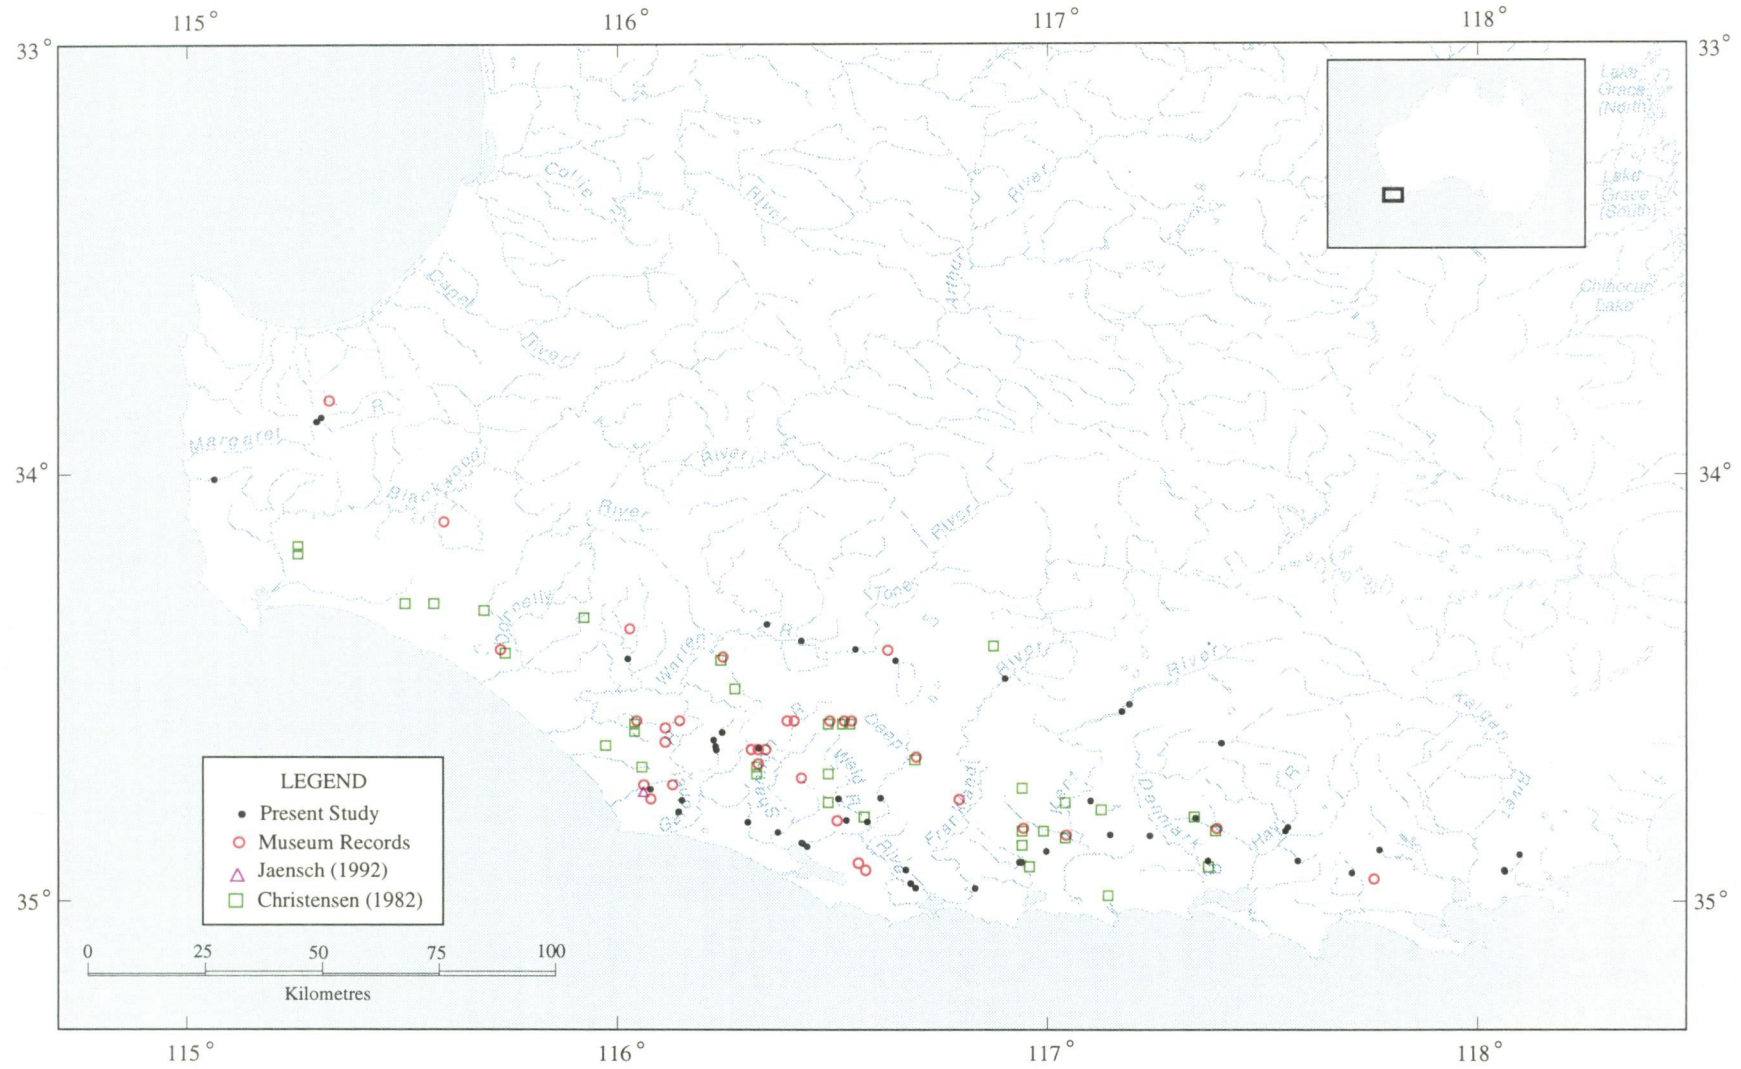 115° 116° 117° 118°
33° 33°
Lake
Grace
(North)
Lake
Grace
(South)
Collie
River
River
Arthur
Capel
River
Chinocup
Lake
R
Margaret
34° 34°
Blackwood
River
River
River
Donnelly
Tone
Warren R
River
River
Kalgan
R
Deep
Weld
R
Shannon
Gardner
Frankland
Kent
Denmark
Hay
R
River
LEGEND
Present Study
Museum Records
Jaensch (1992)
Christensen (1982)
35° 35°
0 25 50 75 100
Kilometres
115° 116° 117° 118°